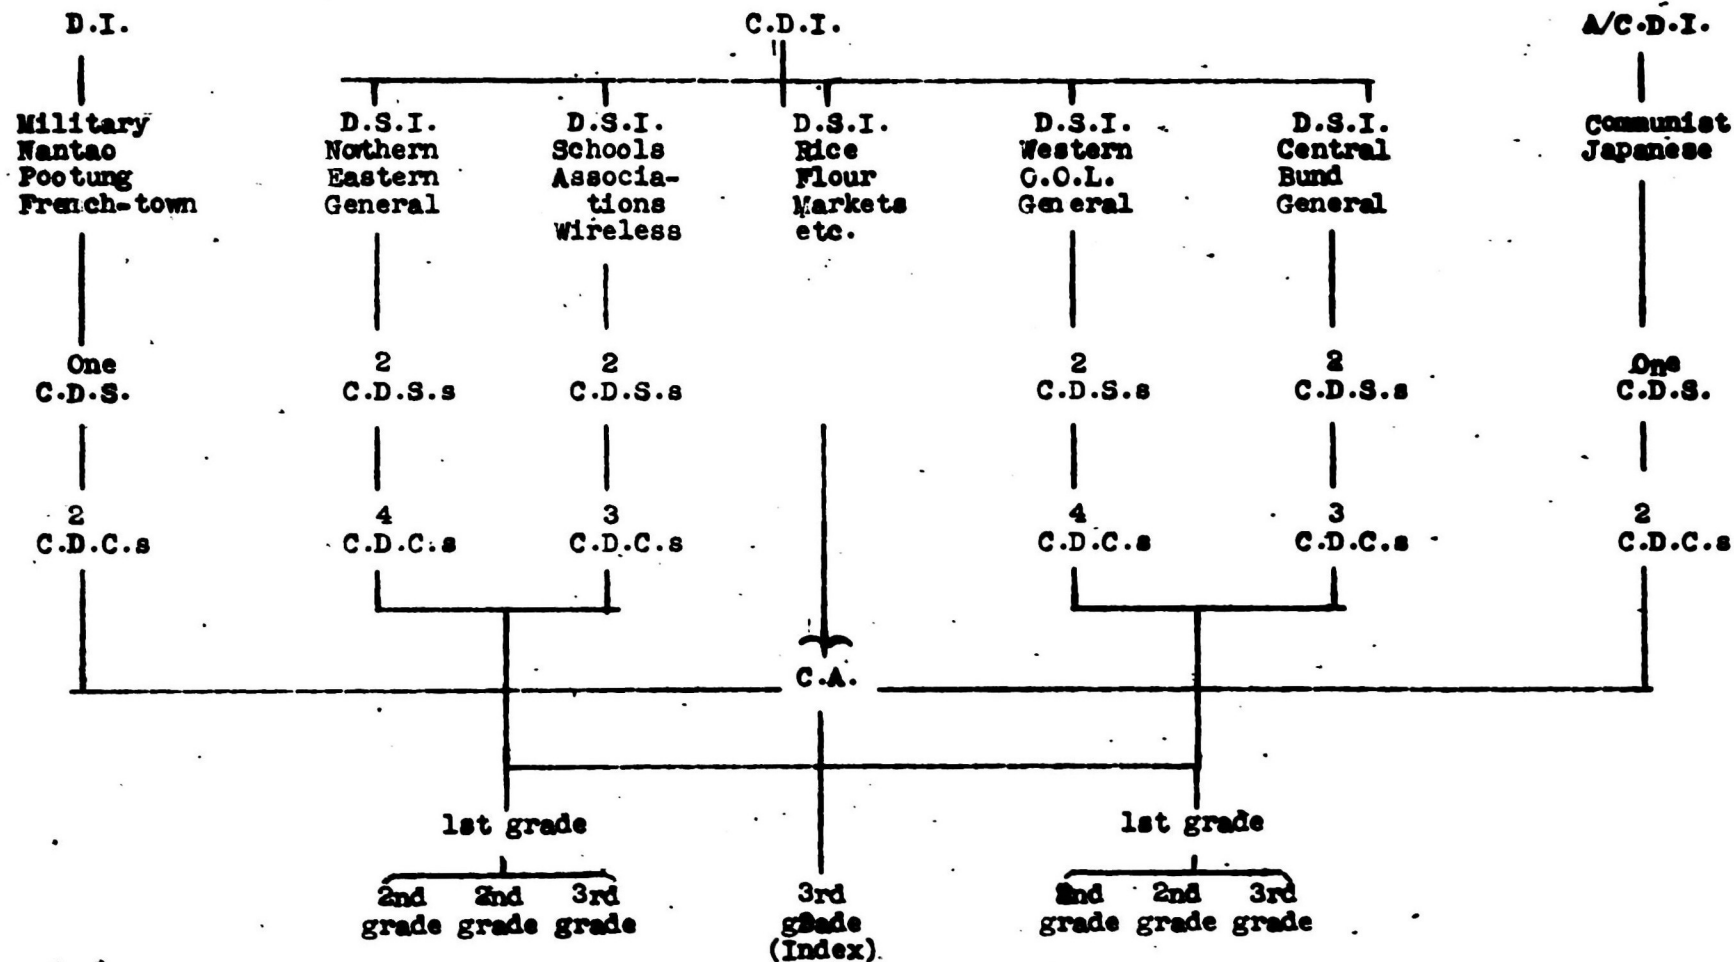 D.I. C.D.I. A/C.D.I.
Military D.S.I. D.S.I. D.S.I. D.S.I. D.S.I. Communist
Nantao Northern Schools Rice Western Central Japanese
Pootung Eastern Associa- Flour O.O.L. Bund
French-town General tions Markets General General
Wireless etc.
One 2 2 2 2 One
C.D.S. C.D.S.s C.D.S.s C.D.S.s C.D.S.s C.D.S.
2 4 3 4 3 2
C.D.C.s C.D.C.s C.D.C.s C.D.C.s C.D.C.s C.D.C.s
C.A.
1st grade 1st grade
2nd 2nd 3rd 3rd 2nd 2nd 3rd
grade grade grade grade grade grade grade
(Index)